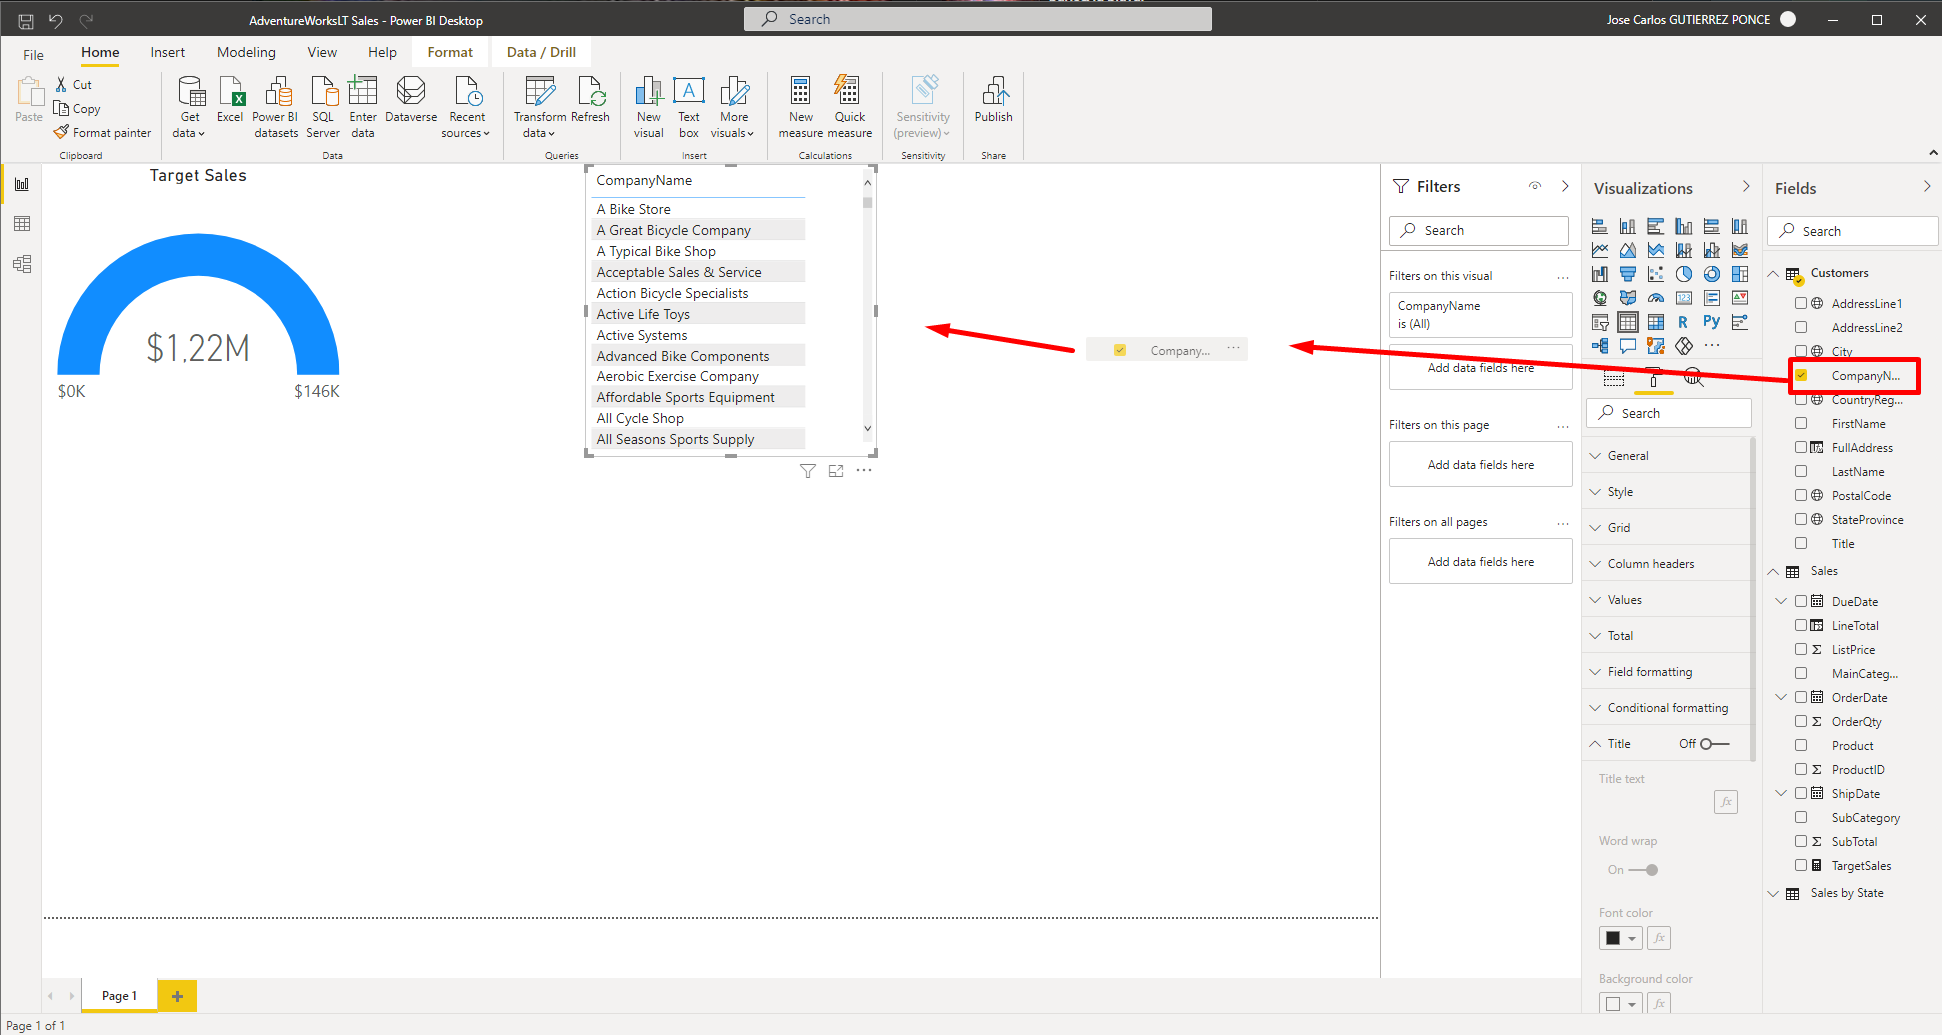 AdventureWorksLT Sales - Power BI Desktop
Search
Jose Carlos GUTIERREZ PONCE
File
Home
Insert
Modeling
View
Help
Format
Data / Drill
Paste
Cut
Copy
Format painter
Clipboard
Get
data
Excel
Power BI
datasets
SQL
Server
Enter
data
Dataverse
Recent
sources
Data
Transform
data
Refresh
Queries
New
visual
Text
box
More
visuals
Insert
New
measure
Quick
measure
Calculations
Sensitivity
(preview)
Sensitivity
Publish
Share
Target Sales
$1,22M
$0K
$146K
CompanyName
A Bike Store
A Great Bicycle Company
A Typical Bike Shop
Acceptable Sales & Service
Action Bicycle Specialists
Active Life Toys
Active Systems
Advanced Bike Components
Aerobic Exercise Company
Affordable Sports Equipment
All Cycle Shop
All Seasons Sports Supply
Company...
Filters
Search
Filters on this visual
CompanyName
is (All)
Add data fields here
Filters on this page
Add data fields here
Filters on all pages
Add data fields here
Visualizations
R
Py
123
Search
General
Style
Grid
Column headers
Values
Total
Field formatting
Conditional formatting
Title
Off
Title text
fx
Word wrap
On
Font color
fx
Background color
fx
Fields
Search
Customers
AddressLine1
AddressLine2
City
CompanyN...
CountryReg...
FirstName
FullAddress
LastName
PostalCode
StateProvince
Title
Sales
DueDate
LineTotal
Σ ListPrice
MainCateg...
OrderDate
Σ OrderQty
Product
Σ ProductID
ShipDate
SubCategory
Σ SubTotal
TargetSales
Sales by State
Page 1
+
Page 1 of 1